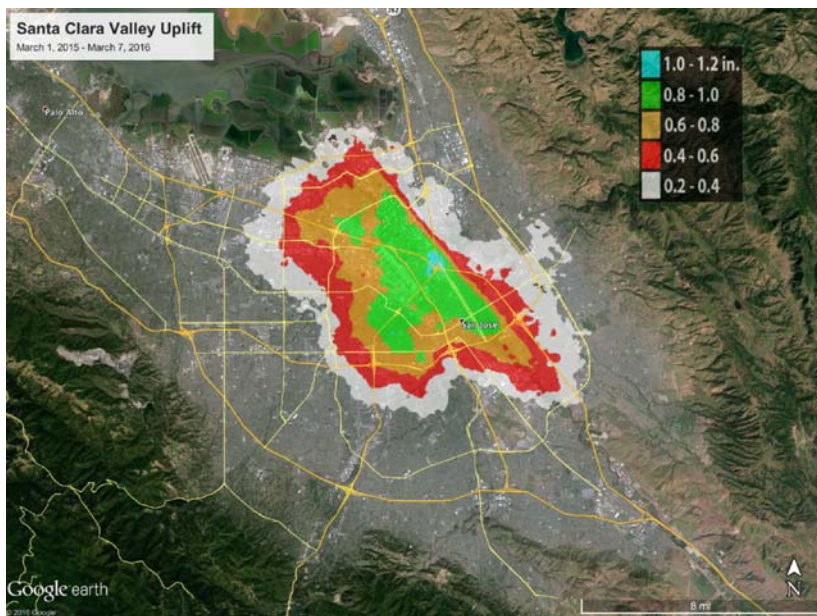 Santa Clara Valley Uplift
March 1, 2015 - March 7, 2016
1.0 - 1.2 in.
0.8 - 1.0
0.6 - 0.8
0.4 - 0.6
0.2 - 0.4
Palo Alto
San Jose
Google earth
© 2016 Google
8 mi
N